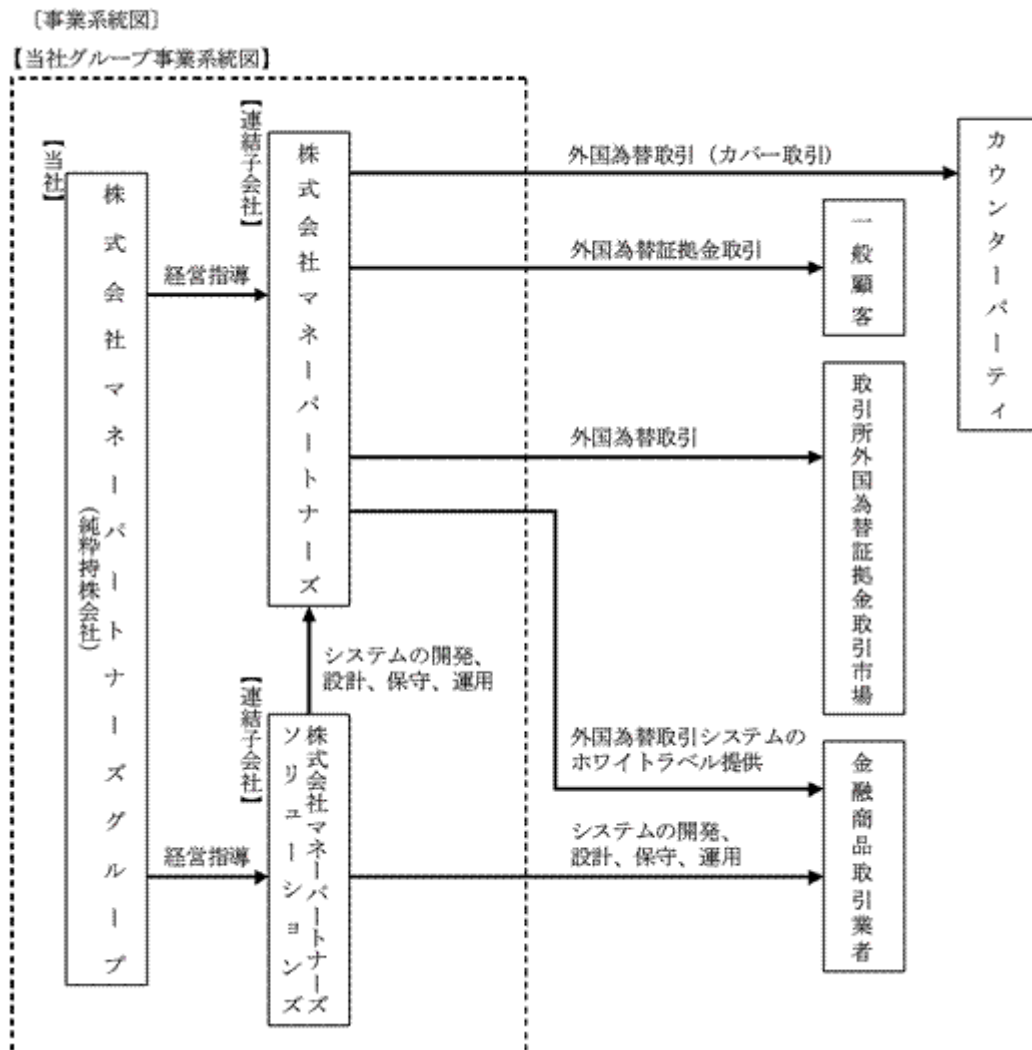 〔事業系統図〕
【当社グループ事業系統図】
【当社】
株式会社マネーパートナーズグループ
（純粋持株会社）
経営指導
経営指導
【連結子会社】
株式会社マネーパートナーズ
システムの開発、
設計、保守、運用
【連結子会社】
株式会社マネーパートナーズ
ソリューションズ
外国為替取引（カバー取引）
カウンターパーティ
外国為替証拠金取引
一般顧客
外国為替取引
取引所外国為替証拠金取引市場
外国為替取引システムの
ホワイトラベル提供
システムの開発、
設計、保守、運用
金融商品取引業者